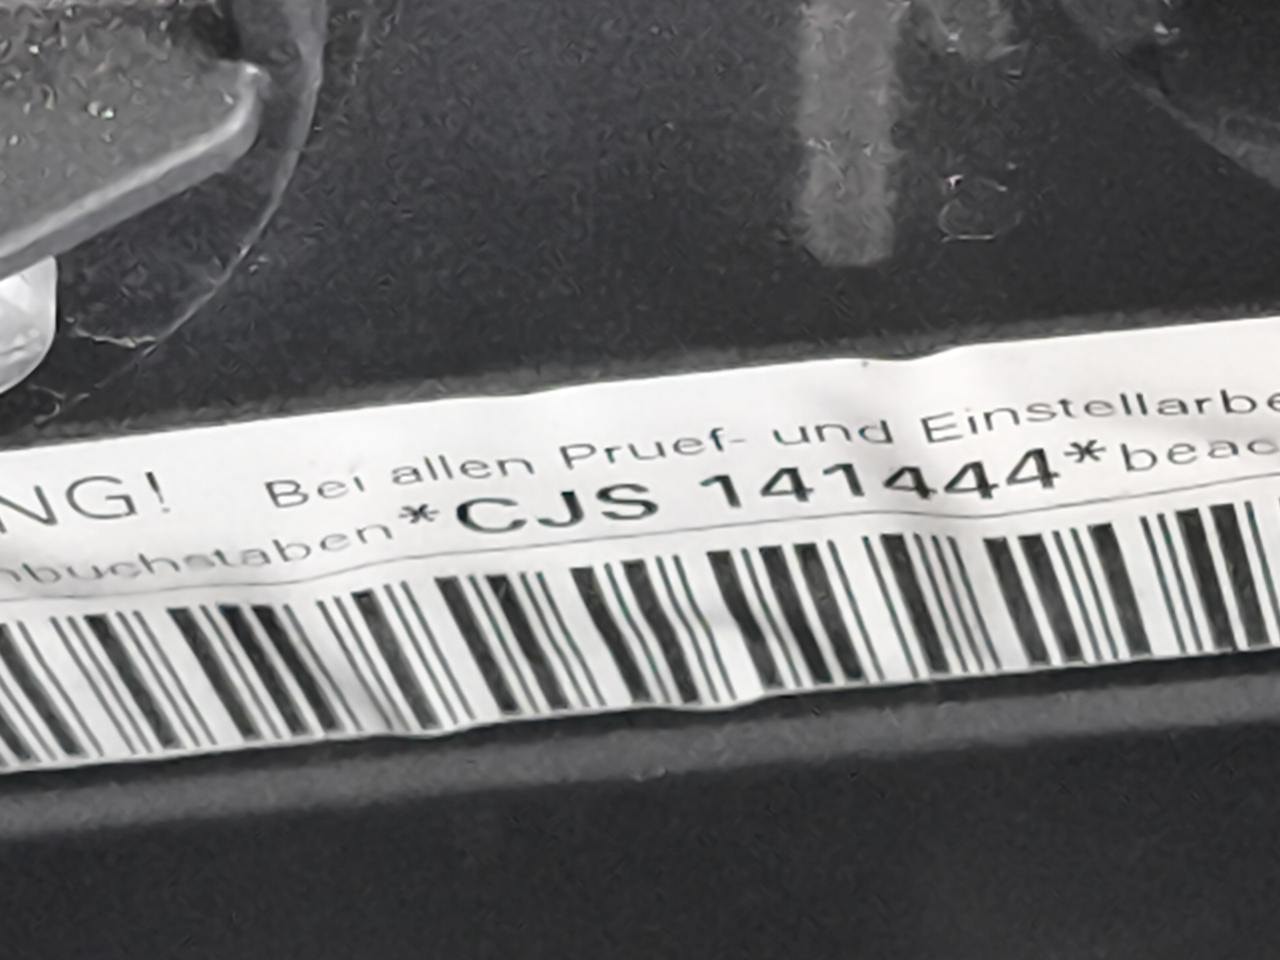 NG! Bei allen Pruef- und Einstellarbe
nbuchstaben*CJS 141444*beac